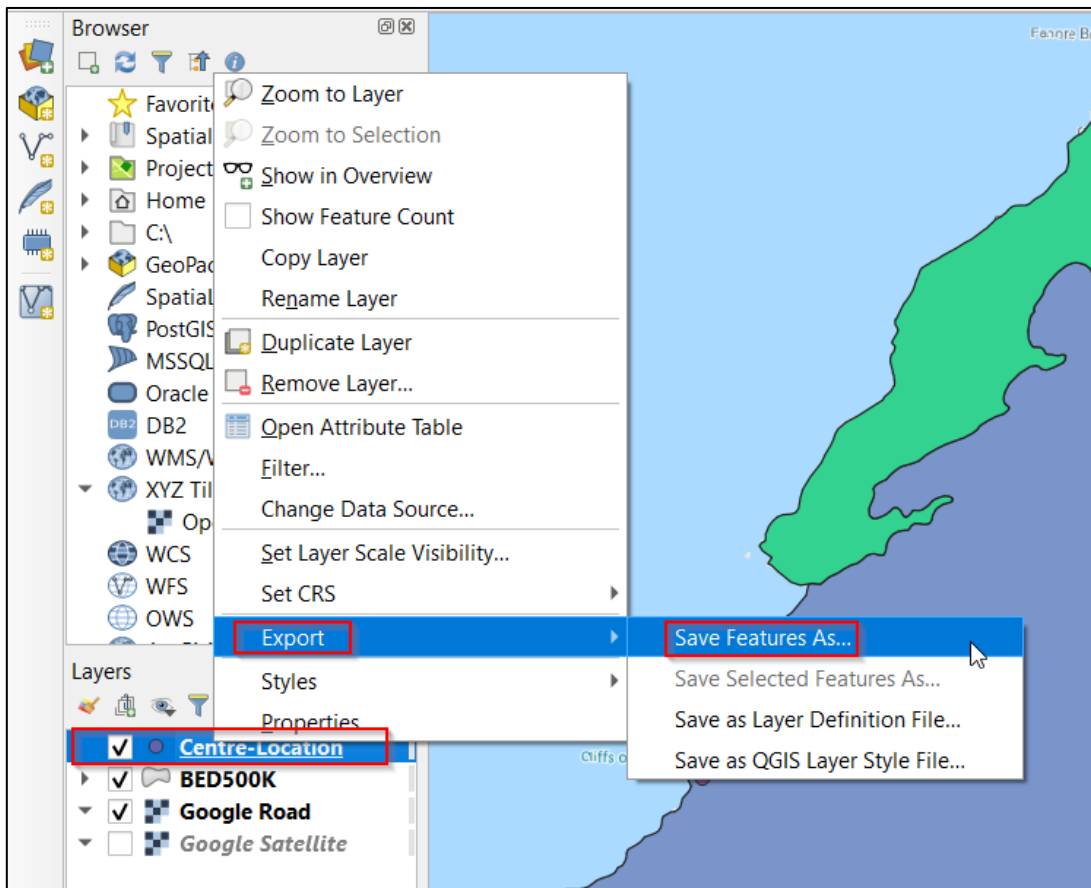 Browser
Favorit
Spatial
Project
Home
C:\
GeoPac
SpatiaL
PostGIS
MSSQL
Oracle
DB2 DB2
WMS/
XYZ Til
Op
WCS
WFS
OWS
Zoom to Layer
Zoom to Selection
Show in Overview
Show Feature Count
Copy Layer
Rename Layer
Duplicate Layer
Remove Layer...
Open Attribute Table
Filter...
Change Data Source...
Set Layer Scale Visibility...
Set CRS
Export
Styles
Properties
Save Features As...
Save Selected Features As...
Save as Layer Definition File...
Save as QGIS Layer Style File...
Layers
Centre-Location
BED500K
Google Road
Google Satellite
Fanore B
Cliffs o